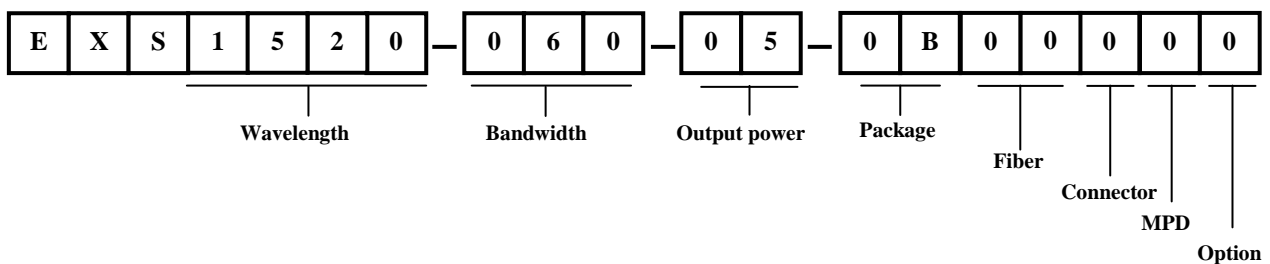 E X S 1 5 2 0 – 0 6 0 – 0 5 – 0 B 0 0 0 0 0
Wavelength Bandwidth Output power Package
Fiber
Connector
MPD
Option